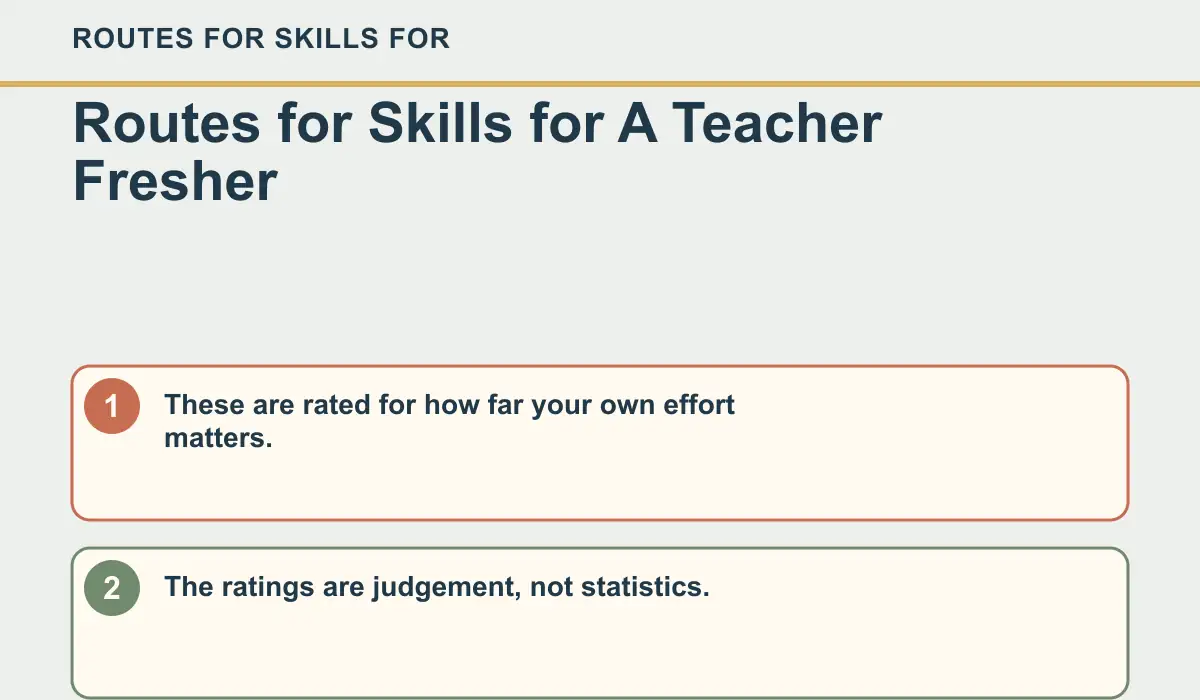 ROUTES FOR SKILLS FOR
Routes for Skills for A Teacher
Fresher
1
These are rated for how far your own effort
matters.
2
The ratings are judgement, not statistics.